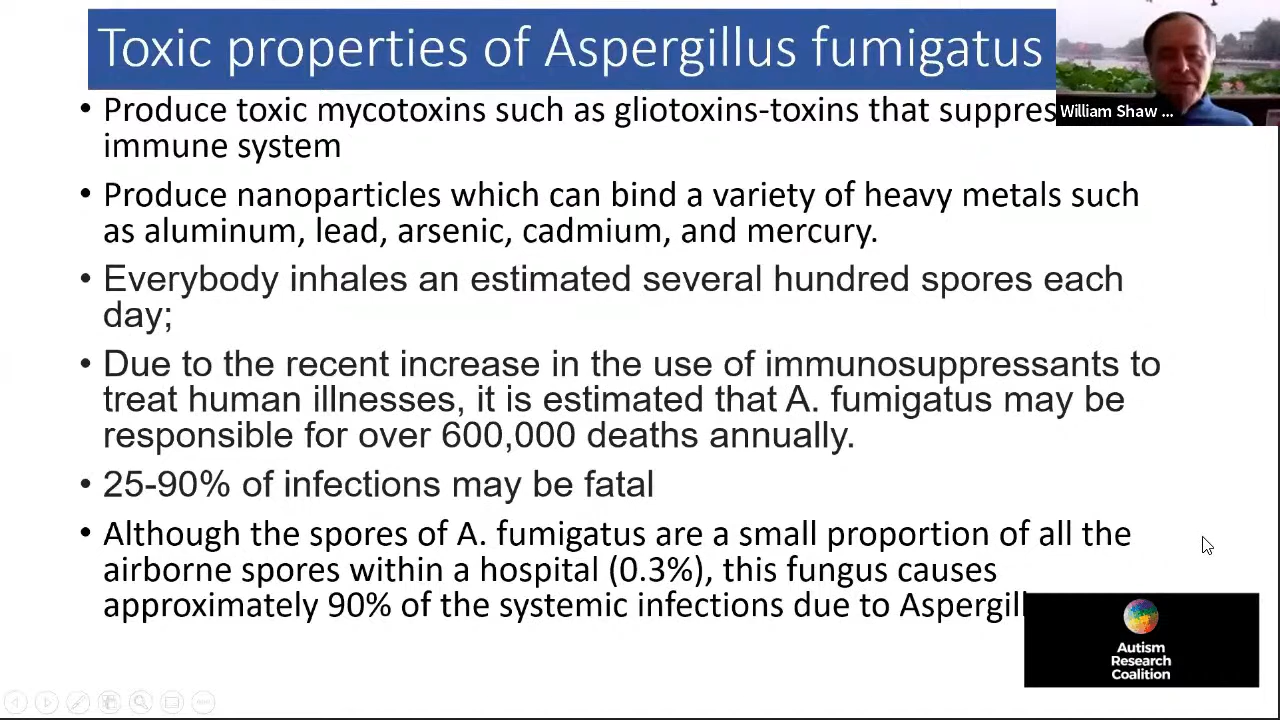 Toxic properties of Aspergillus fumigatus
• Produce toxic mycotoxins such as gliotoxins-toxins that suppres
immune system
• Produce nanoparticles which can bind a variety of heavy metals such
as aluminum, lead, arsenic, cadmium, and mercury.
• Everybody inhales an estimated several hundred spores each
day;
• Due to the recent increase in the use of immunosuppressants to
treat human illnesses, it is estimated that A. fumigatus may be
responsible for over 600,000 deaths annually.
• 25-90% of infections may be fatal
• Although the spores of A. fumigatus are a small proportion of all the
airborne spores within a hospital (0.3%), this fungus causes
approximately 90% of the systemic infections due to Aspergill
William Shaw ...
Autism
Research
Coalition